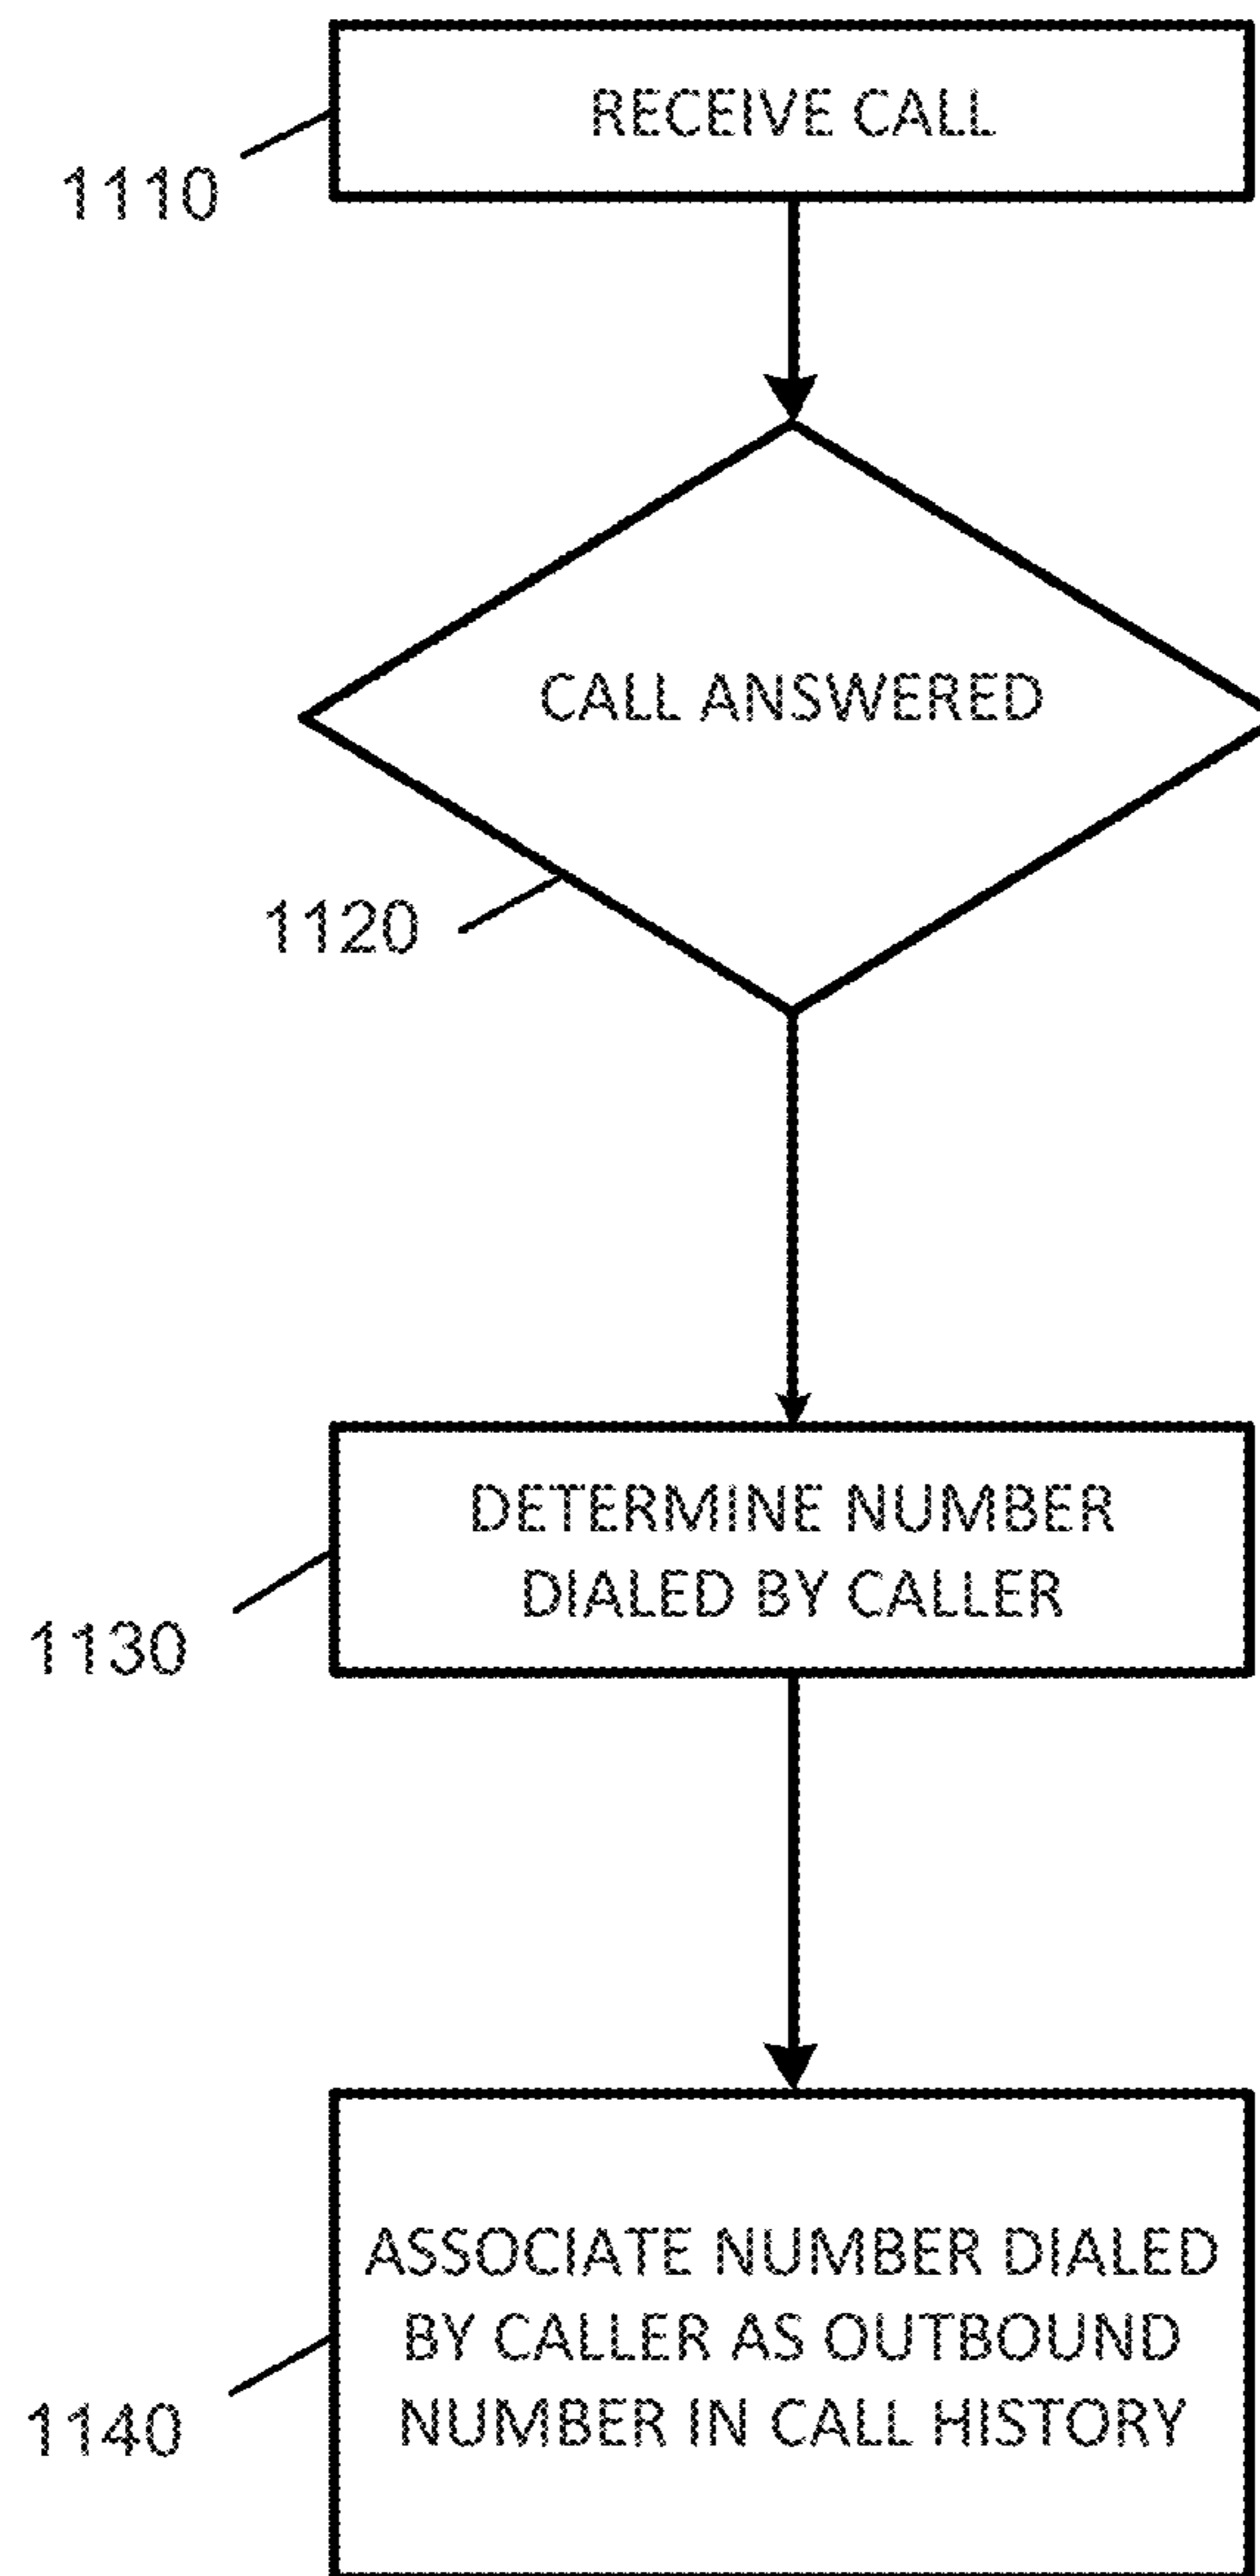 RECEIVE CALL
1110
CALL ANSWERED
1120
DETERMINE NUMBER
DIALED BY CALLER
1130
ASSOCIATE NUMBER DIALED
BY CALLER AS OUTBOUND
NUMBER IN CALL HISTORY
1140